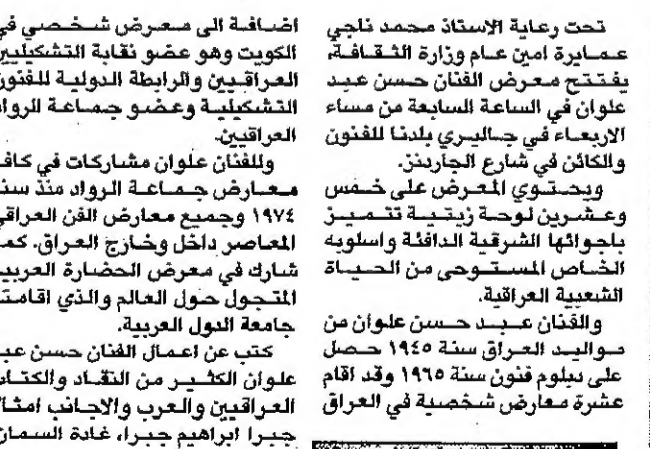 تحت رعاية الاستاذ محمد ناجي
عمايرة امين عام وزارة الثقافة،
يفتتح معرض الفنان حسن عبد
علوان في الساعة السابعة من مساء
الاربعاء في جاليري بلدنا للفنون
والكائن في شارع الجاردنز.
ويحتوي المعرض على خمس
وعشرين لوحة زيتية تتميز
باجوائها الشرقية الدافئة واسلوبه
الخاص المستوحى من الحياة
الشعبية العراقية.
والفنان عبد حسن علوان من
مواليد العراق سنة ١٩٤٥ حصل
على دبلوم فنون سنة ١٩٦٥ وقد اقام
عشرة معارض شخصية في العراق
اضافة الى معرض شخصي في
الكويت وهو عضو نقابة التشكيليين
العراقيين والرابطة الدولية للفنون
التشكيلية وعضو جماعة الروا
العراقيين.
وللفنان علوان مشاركات في كاف
معارض جماعة الرواد منذ سنة
١٩٧٤ وجميع معارض الفن العراقي
المعاصر داخل وخارج العراق. كما
شارك في معرض الحضارة العربية
المتجول حول العالم والذي اقامت
جامعة الدول العربية.
كتب عن اعمال الفنان حسن عبد
علوان الكثير من النقاد والكتاب
العراقيين والعرب والاجانب امثال
جبرا ابراهيم جبرا، غادة السمان